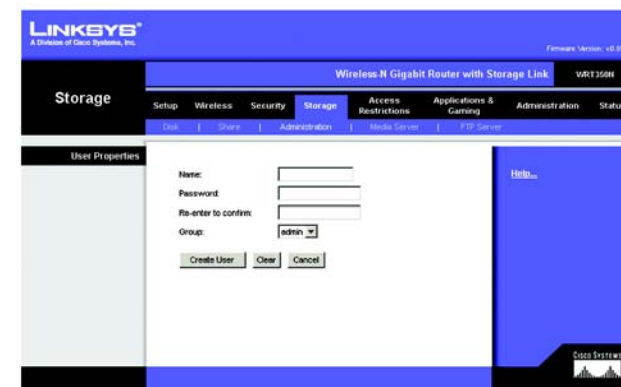 LINKSYS®
A Division of Cisco Systems, Inc.
Firmware Version: v0.9
Wireless-N Gigabit Router with Storage Link WRT350N
Storage
Setup Wireless Security Storage Access Restrictions Applications & Gaming Administration Statu
Disk | Share | Administration | Media Server | FTP Server
User Properties
Name:
Password:
Re-enter to confirm:
Group: admin
Create User Clear Cancel
Help...
CISCO SYSTEMS